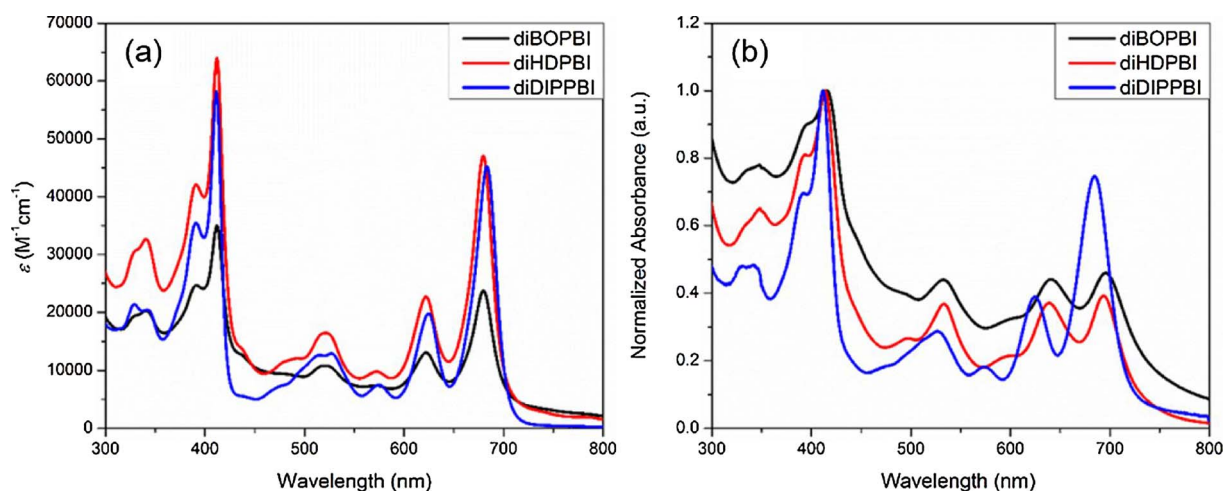 (a)
diBOPBI
diHDPBI
diDIPPBI
70000
60000
50000
40000
30000
20000
10000
0
ε (M⁻¹cm⁻¹)
300 400 500 600 700 800
Wavelength (nm)
(b)
diBOPBI
diHDPBI
diDIPPBI
1.2
1.0
0.8
0.6
0.4
0.2
0.0
Normalized Absorbance (a.u.)
300 400 500 600 700 800
Wavelength (nm)